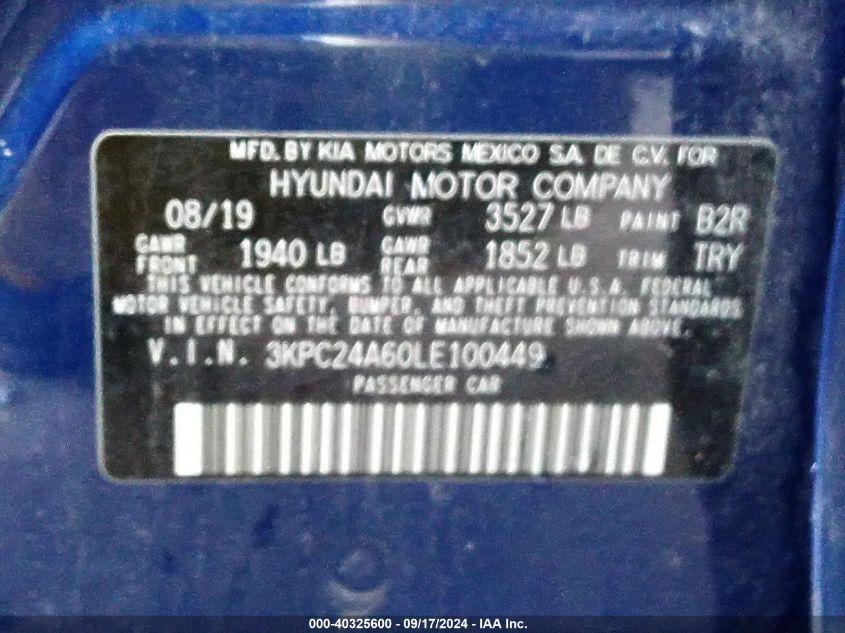 MFD. BY KIA MOTORS MEXICO S.A. DE C.V. FOR
HYUNDAI MOTOR COMPANY
08/19 GVWR 3527 LB PAINT B2R
GAWR FRONT 1940 LB GAWR REAR 1852 LB TRIM TRY
THIS VEHICLE CONFORMS TO ALL APPLICABLE U.S.A. FEDERAL
MOTOR VEHICLE SAFETY, BUMPER, AND THEFT PREVENTION STANDARDS
IN EFFECT ON THE DATE OF MANUFACTURE SHOWN ABOVE.
V.I.N. 3KPC24A60LE100449
PASSENGER CAR
000-40325600 - 09/17/2024 - IAA Inc.